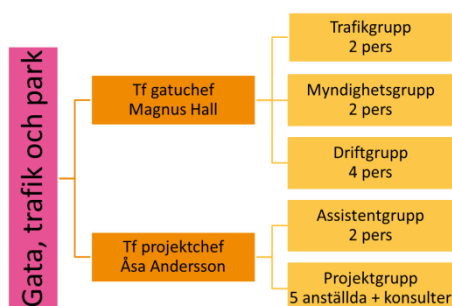 Gata, trafik och park
Tf gatuchef
Magnus Hall
Trafikgrupp
2 pers
Myndighetsgrupp
2 pers
Driftgrupp
4 pers
Tf projektchef
Åsa Andersson
Assistentgrupp
2 pers
Projektgrupp
5 anställda + konsulter